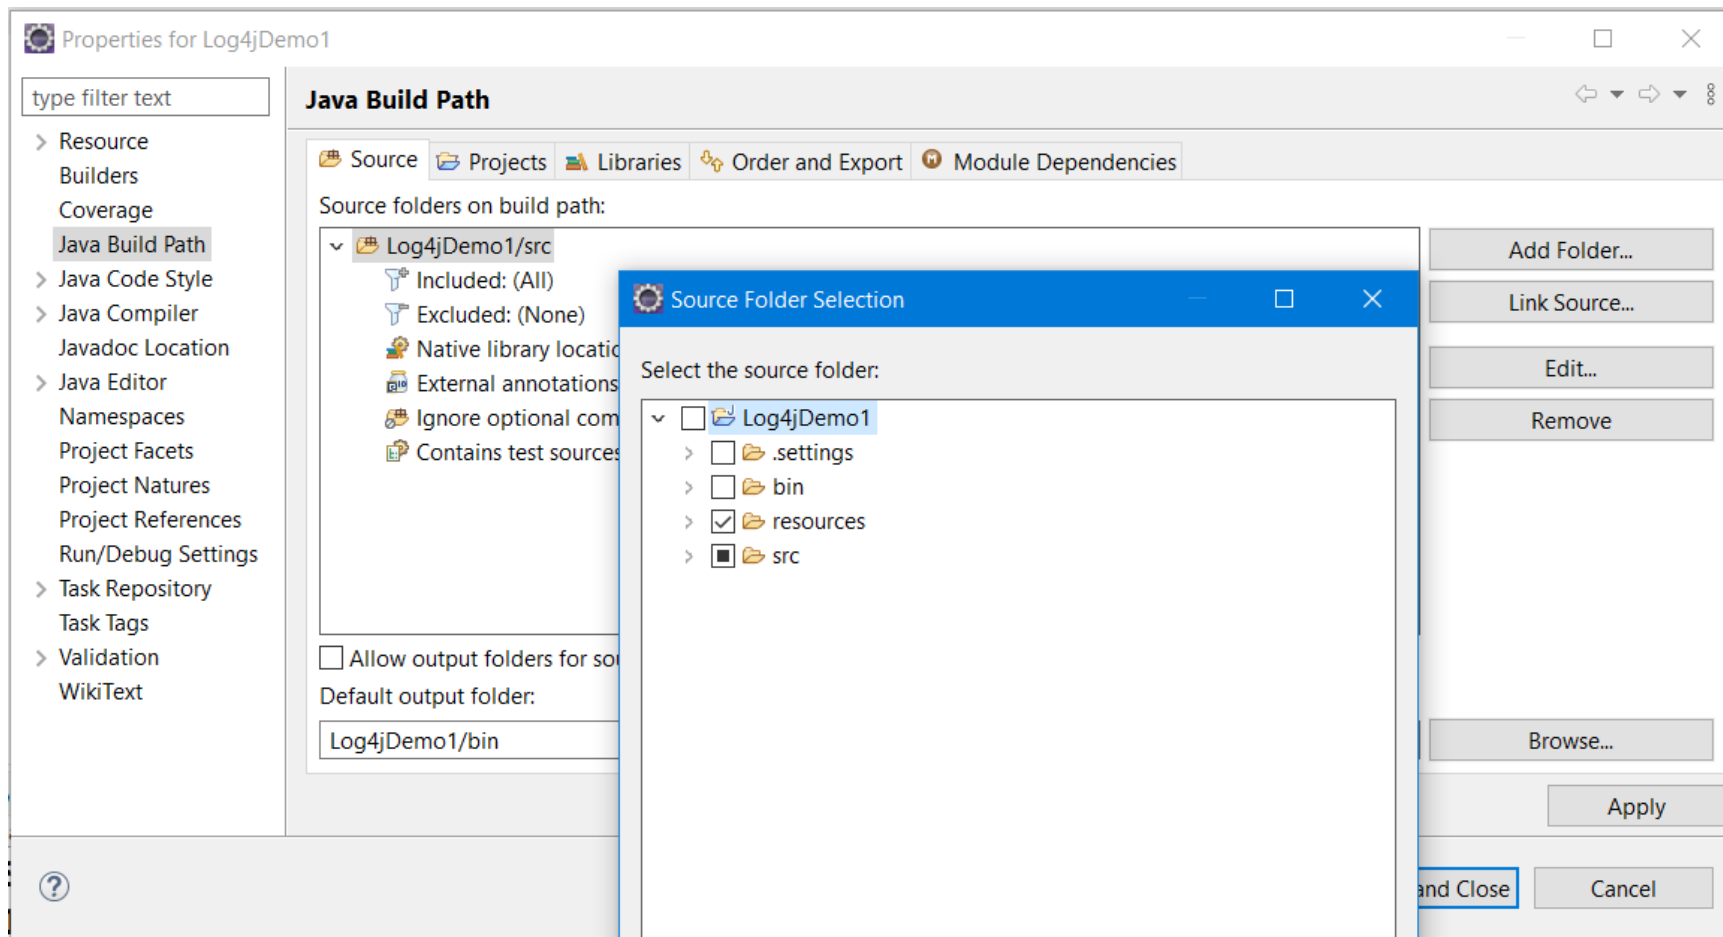 Properties for Log4jDemo1
type filter text
Resource
Builders
Coverage
Java Build Path
Java Code Style
Java Compiler
Javadoc Location
Java Editor
Namespaces
Project Facets
Project Natures
Project References
Run/Debug Settings
Task Repository
Task Tags
Validation
WikiText
Java Build Path
Source Projects Libraries Order and Export Module Dependencies
Source folders on build path:
Log4jDemo1/src
Included: (All)
Excluded: (None)
Native library
External annotations
Ignore optional
Contains test sources
Allow output folders for
Default output folder:
Log4jDemo1/bin
Add Folder...
Link Source...
Edit...
Remove
Browse...
Apply
and Close
Cancel
Source Folder Selection
Select the source folder:
Log4jDemo1
.settings
bin
resources
src